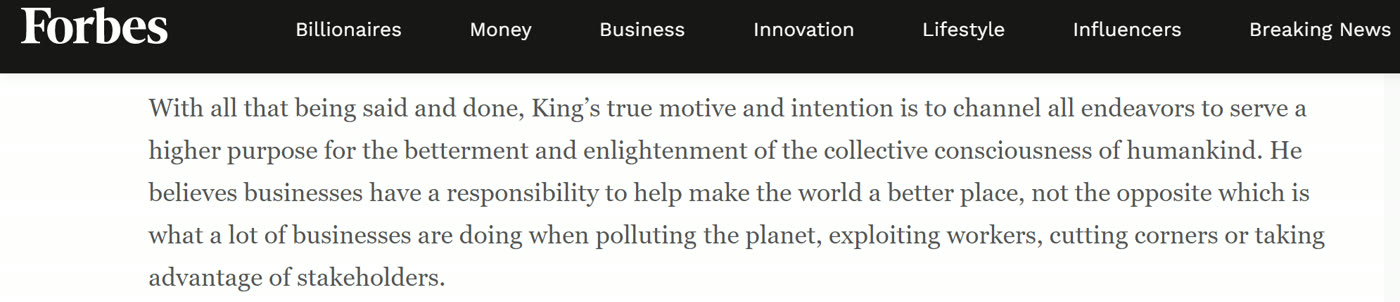 Forbes Billionaires Money Business Innovation Lifestyle Influencers Breaking News
With all that being said and done, King’s true motive and intention is to channel all endeavors to serve a
higher purpose for the betterment and enlightenment of the collective consciousness of humankind. He
believes businesses have a responsibility to help make the world a better place, not the opposite which is
what a lot of businesses are doing when polluting the planet, exploiting workers, cutting corners or taking
advantage of stakeholders.